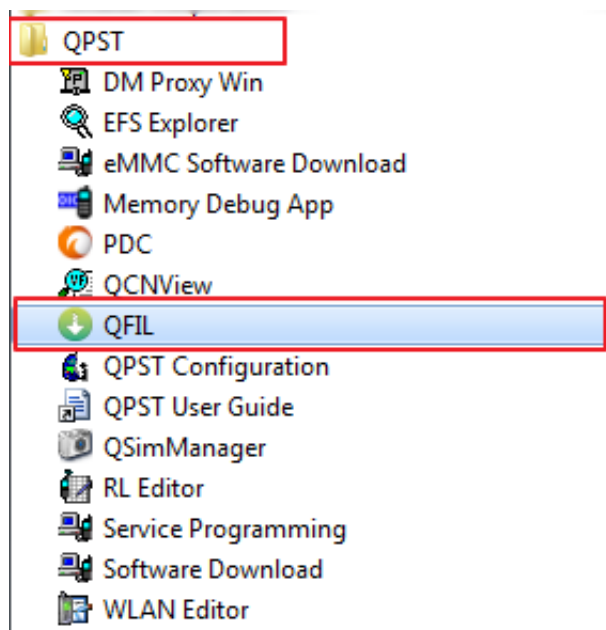 QPST
DM Proxy Win
EFS Explorer
eMMC Software Download
Memory Debug App
PDC
QCNView
QFIL
QPST Configuration
QPST User Guide
QSimManager
RL Editor
Service Programming
Software Download
WLAN Editor